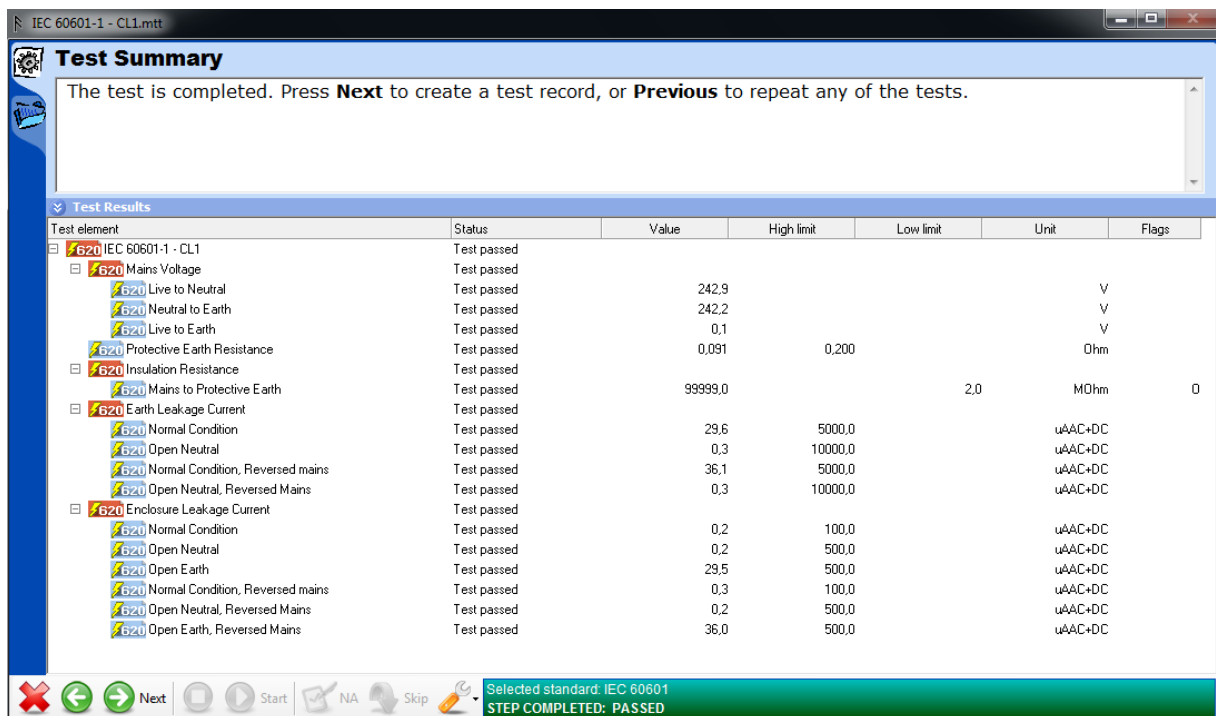 IEC 60601-1 - CL1.mtt
Test Summary
The test is completed. Press Next to create a test record, or Previous to repeat any of the tests.
Test Results
Test element Status Value High limit Low limit Unit Flags
620 IEC 60601-1 - CL1 Test passed
620 Mains Voltage Test passed
620 Live to Neutral Test passed 242,9 V
620 Neutral to Earth Test passed 242,2 V
620 Live to Earth Test passed 0,1 V
620 Protective Earth Resistance Test passed 0,091 0,200 Ohm
620 Insulation Resistance Test passed
620 Mains to Protective Earth Test passed 99999,0 2,0 MOhm O
620 Earth Leakage Current Test passed
620 Normal Condition Test passed 29,6 5000,0 uAAC+DC
620 Open Neutral Test passed 0,3 10000,0 uAAC+DC
620 Normal Condition, Reversed mains Test passed 36,1 5000,0 uAAC+DC
620 Open Neutral, Reversed Mains Test passed 0,3 10000,0 uAAC+DC
620 Enclosure Leakage Current Test passed
620 Normal Condition Test passed 0,2 100,0 uAAC+DC
620 Open Neutral Test passed 0,2 500,0 uAAC+DC
620 Open Earth Test passed 29,5 500,0 uAAC+DC
620 Normal Condition, Reversed mains Test passed 0,3 100,0 uAAC+DC
620 Open Neutral, Reversed Mains Test passed 0,2 500,0 uAAC+DC
620 Open Earth, Reversed Mains Test passed 36,0 500,0 uAAC+DC
Next Start NA Skip
Selected standard: IEC 60601
STEP COMPLETED: PASSED